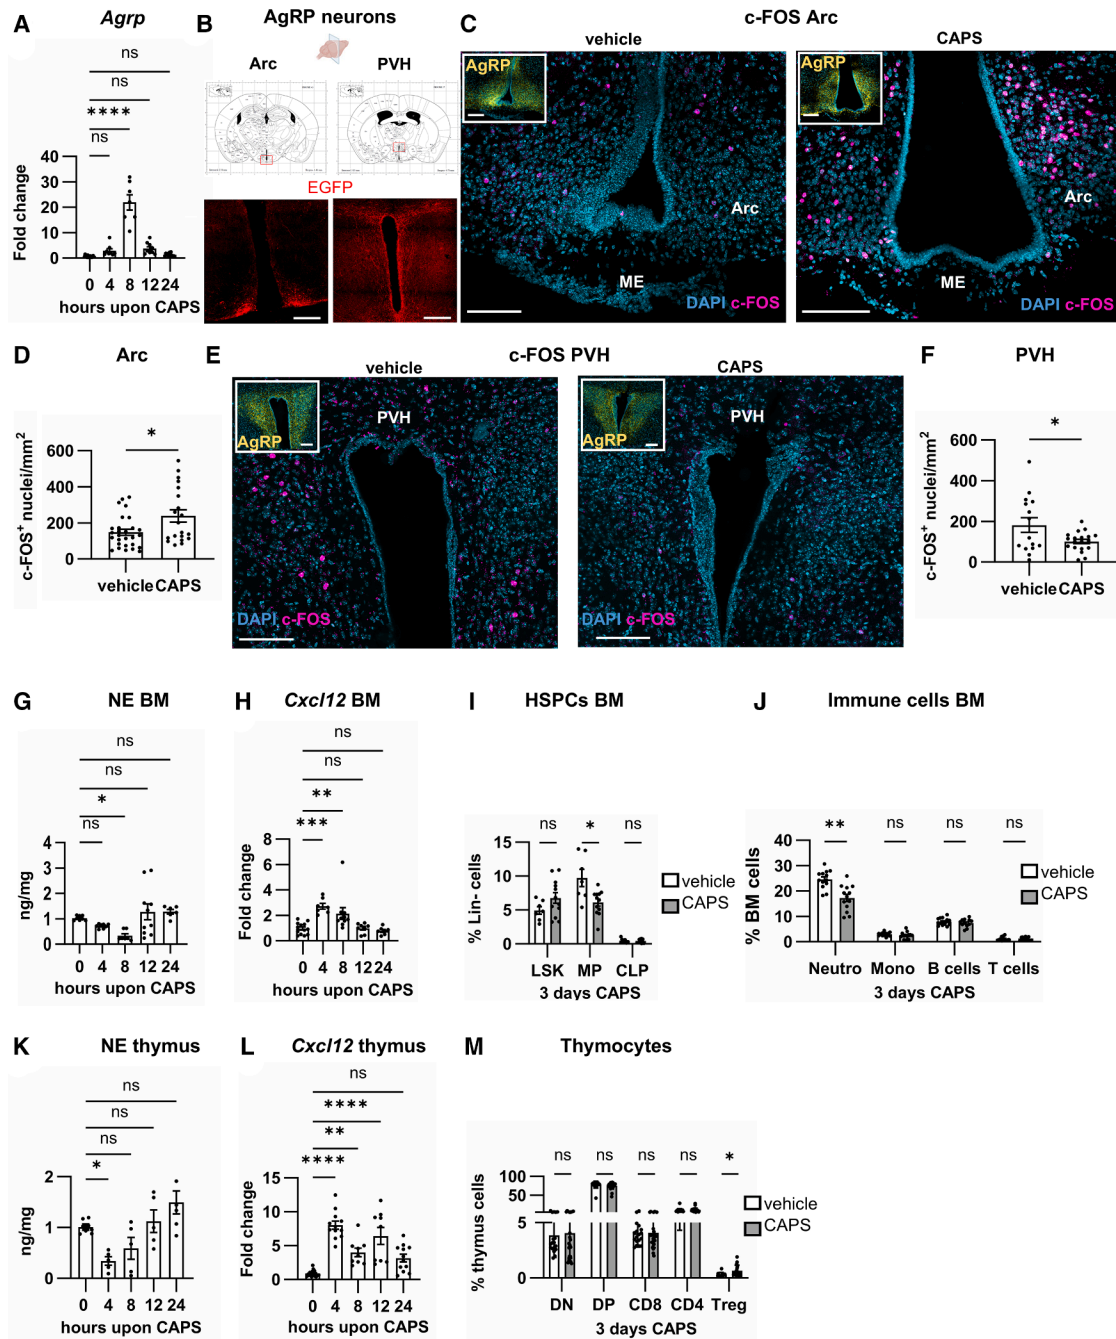 A
Agrp
ns
ns
****
ns
Fold change
40
30
20
10
0
0 4 8 12 24
hours upon CAPS
B
AgRP neurons
Arc PVH
EGFP
C
c-FOS Arc
vehicle CAPS
AgRP
AgRP
Arc
Arc
ME
ME
DAPI c-FOS
DAPI c-FOS
D
Arc
*
c-FOS+ nuclei/mm2
600
400
200
0
vehicle CAPS
E
c-FOS PVH
vehicle CAPS
PVH
PVH
AgRP
AgRP
DAPI c-FOS
DAPI c-FOS
F
PVH
*
c-FOS+ nuclei/mm2
600
400
200
0
vehicle CAPS
G
NE BM
ns
ns
*
ns
ng/mg
4
3
2
1
0
0 4 8 12 24
hours upon CAPS
H
Cxcl12 BM
ns
ns
**
***
Fold change
8
6
4
2
0
0 4 8 12 24
hours upon CAPS
I
HSPCs BM
ns * ns
% Lin- cells
15
10
5
0
LSK MP CLP
3 days CAPS
vehicle
CAPS
J
Immune cells BM
** ns ns ns
% BM cells
40
30
20
10
0
Neutro Mono B cells T cells
3 days CAPS
vehicle
CAPS
K
NE thymus
ns
ns
ns
*
ng/mg
2
1
0
0 4 8 12 24
hours upon CAPS
L
Cxcl12 thymus
ns
****
**
****
Fold change
15
10
5
0
0 4 8 12 24
hours upon CAPS
M
Thymocytes
ns ns ns ns *
% thymus cells
100
50
5
0
DN DP CD8 CD4 Treg
3 days CAPS
vehicle
CAPS